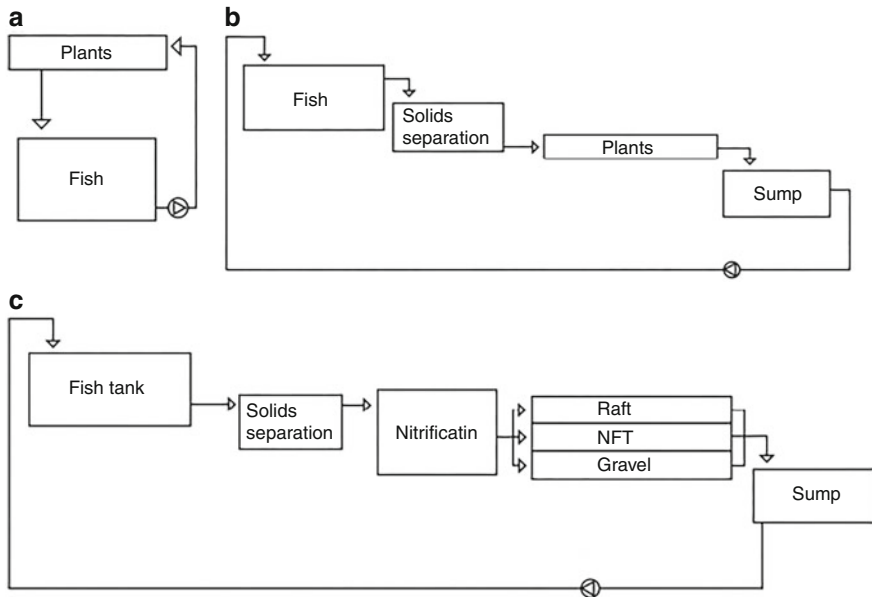 a
Plants
Fish
b
Fish
Solids
separation
Plants
Sump
c
Fish tank
Solids
separation
Nitrificatin
Raft
NFT
Gravel
Sump